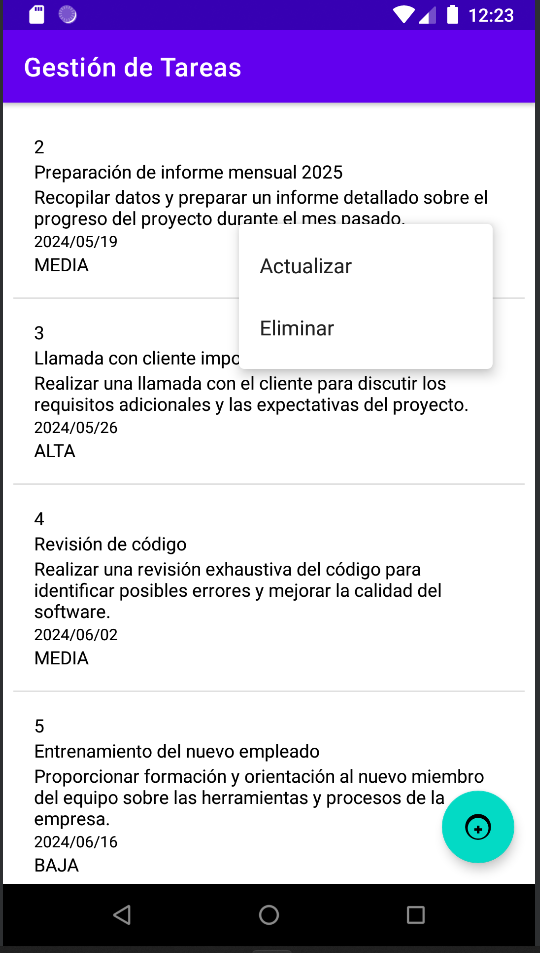 12:23
Gestión de Tareas
2
Preparación de informe mensual 2025
Recopilar datos y preparar un informe detallado sobre el
progreso del proyecto durante el mes pasado.
2024/05/19
MEDIA
Actualizar
Eliminar
3
Llamada con cliente
Realizar una llamada con el cliente para discutir los
requisitos adicionales y las expectativas del proyecto.
2024/05/26
ALTA
4
Revisión de código
Realizar una revisión exhaustiva del código para
identificar posibles errores y mejorar la calidad del
software.
2024/06/02
MEDIA
5
Entrenamiento del nuevo empleado
Proporcionar formación y orientación al nuevo miembro
del equipo sobre las herramientas y procesos de la
empresa.
2024/06/16
BAJA